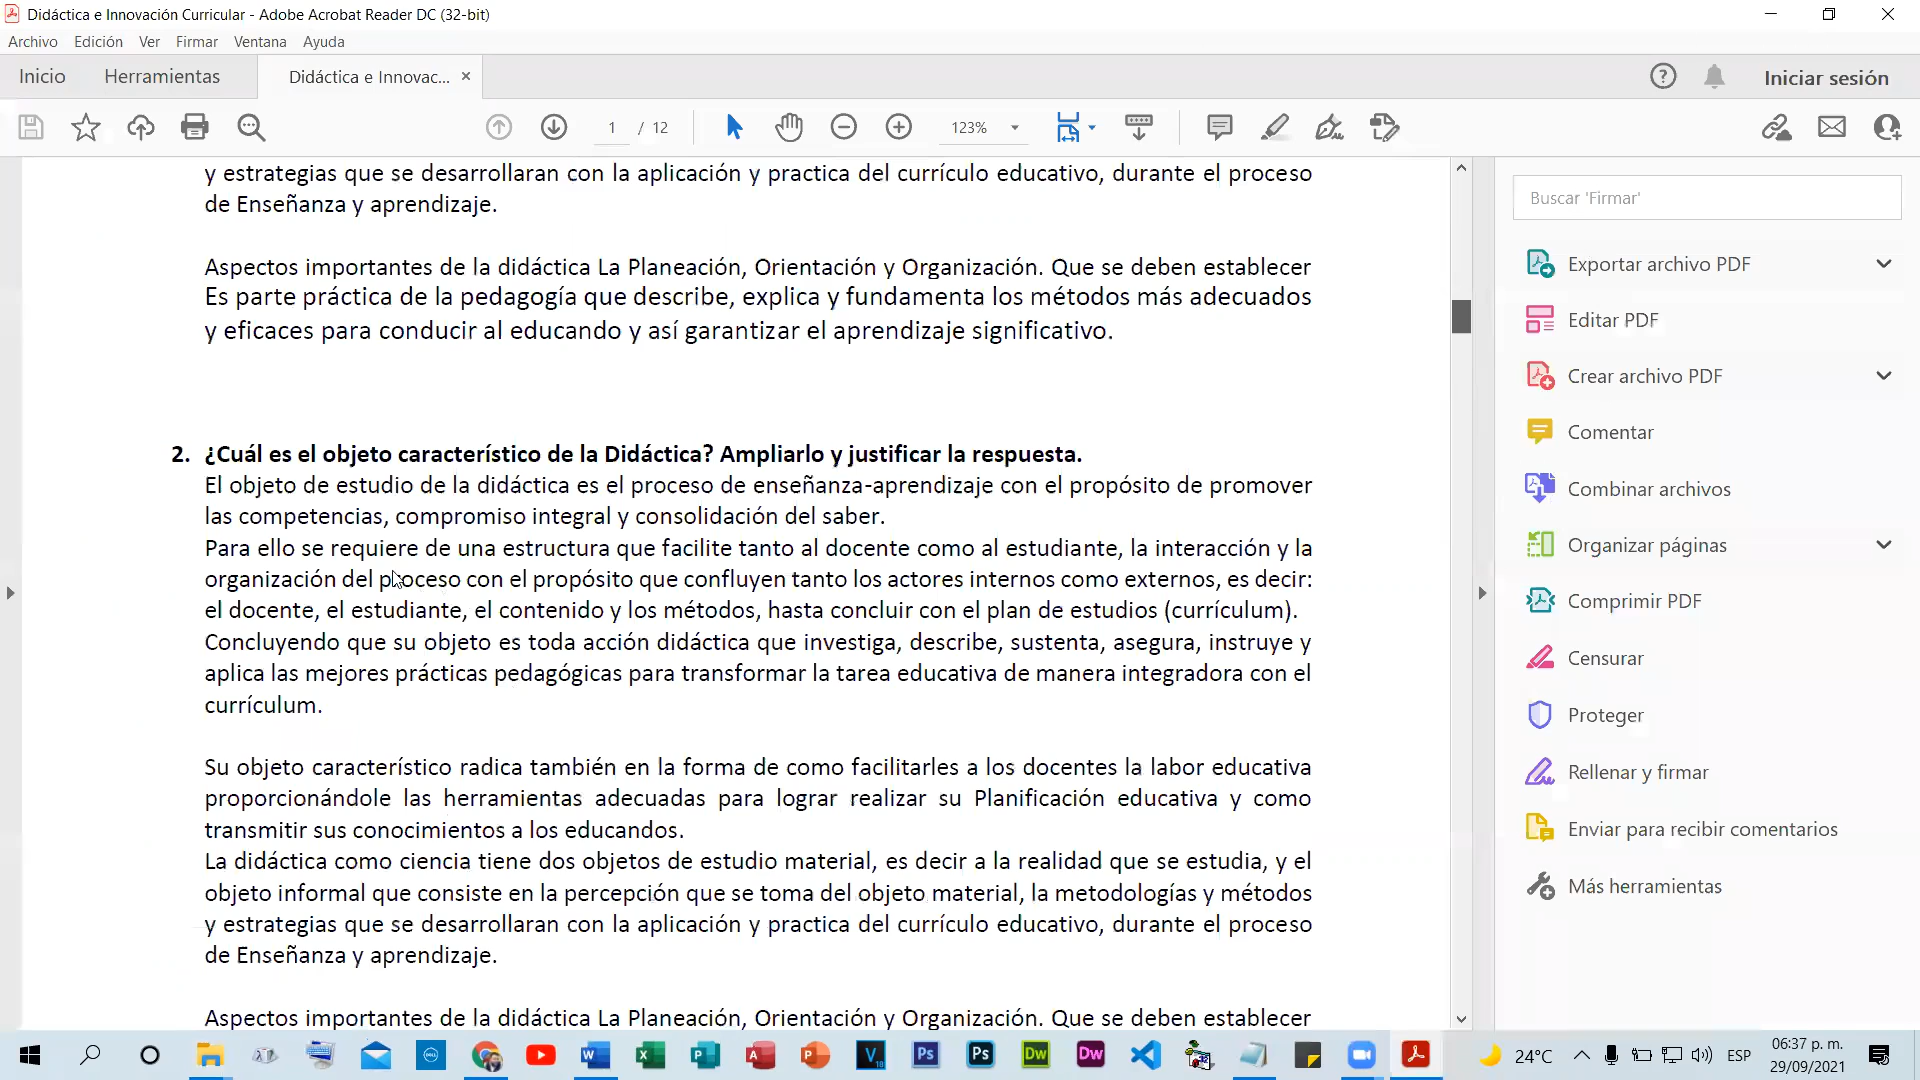 Didáctica e Innovación Curricular - Adobe Acrobat Reader DC (32-bit)
Archivo Edición Ver Firmar Ventana Ayuda
Inicio Herramientas Didáctica e Innovac... × Iniciar sesión
1 / 12 123%
y estrategias que se desarrollaran con la aplicación y practica del currículo educativo, durante el proceso
de Enseñanza y aprendizaje.
Aspectos importantes de la didáctica La Planeación, Orientación y Organización. Que se deben establecer
Es parte práctica de la pedagogía que describe, explica y fundamenta los métodos más adecuados
y eficaces para conducir al educando y así garantizar el aprendizaje significativo.
2. ¿Cuál es el objeto característico de la Didáctica? Ampliarlo y justificar la respuesta.
El objeto de estudio de la didáctica es el proceso de enseñanza-aprendizaje con el propósito de promover
las competencias, compromiso integral y consolidación del saber.
Para ello se requiere de una estructura que facilite tanto al docente como al estudiante, la interacción y la
organización del proceso con el propósito que confluyen tanto los actores internos como externos, es decir:
el docente, el estudiante, el contenido y los métodos, hasta concluir con el plan de estudios (currículum).
Concluyendo que su objeto es toda acción didáctica que investiga, describe, sustenta, asegura, instruye y
aplica las mejores prácticas pedagógicas para transformar la tarea educativa de manera integradora con el
currículum.
Su objeto característico radica también en la forma de como facilitarles a los docentes la labor educativa
proporcionándole las herramientas adecuadas para lograr realizar su Planificación educativa y como
transmitir sus conocimientos a los educandos.
La didáctica como ciencia tiene dos objetos de estudio material, es decir a la realidad que se estudia, y el
objeto informal que consiste en la percepción que se toma del objeto material, la metodologías y métodos
y estrategias que se desarrollaran con la aplicación y practica del currículo educativo, durante el proceso
de Enseñanza y aprendizaje.
Aspectos importantes de la didáctica La Planeación, Orientación y Organización. Que se deben establecer
Buscar 'Firmar'
Exportar archivo PDF
Editar PDF
Crear archivo PDF
Comentar
Combinar archivos
Organizar páginas
Comprimir PDF
Censurar
Proteger
Rellenar y firmar
Enviar para recibir comentarios
Más herramientas
24°C ESP 06:37 p. m.
29/09/2021